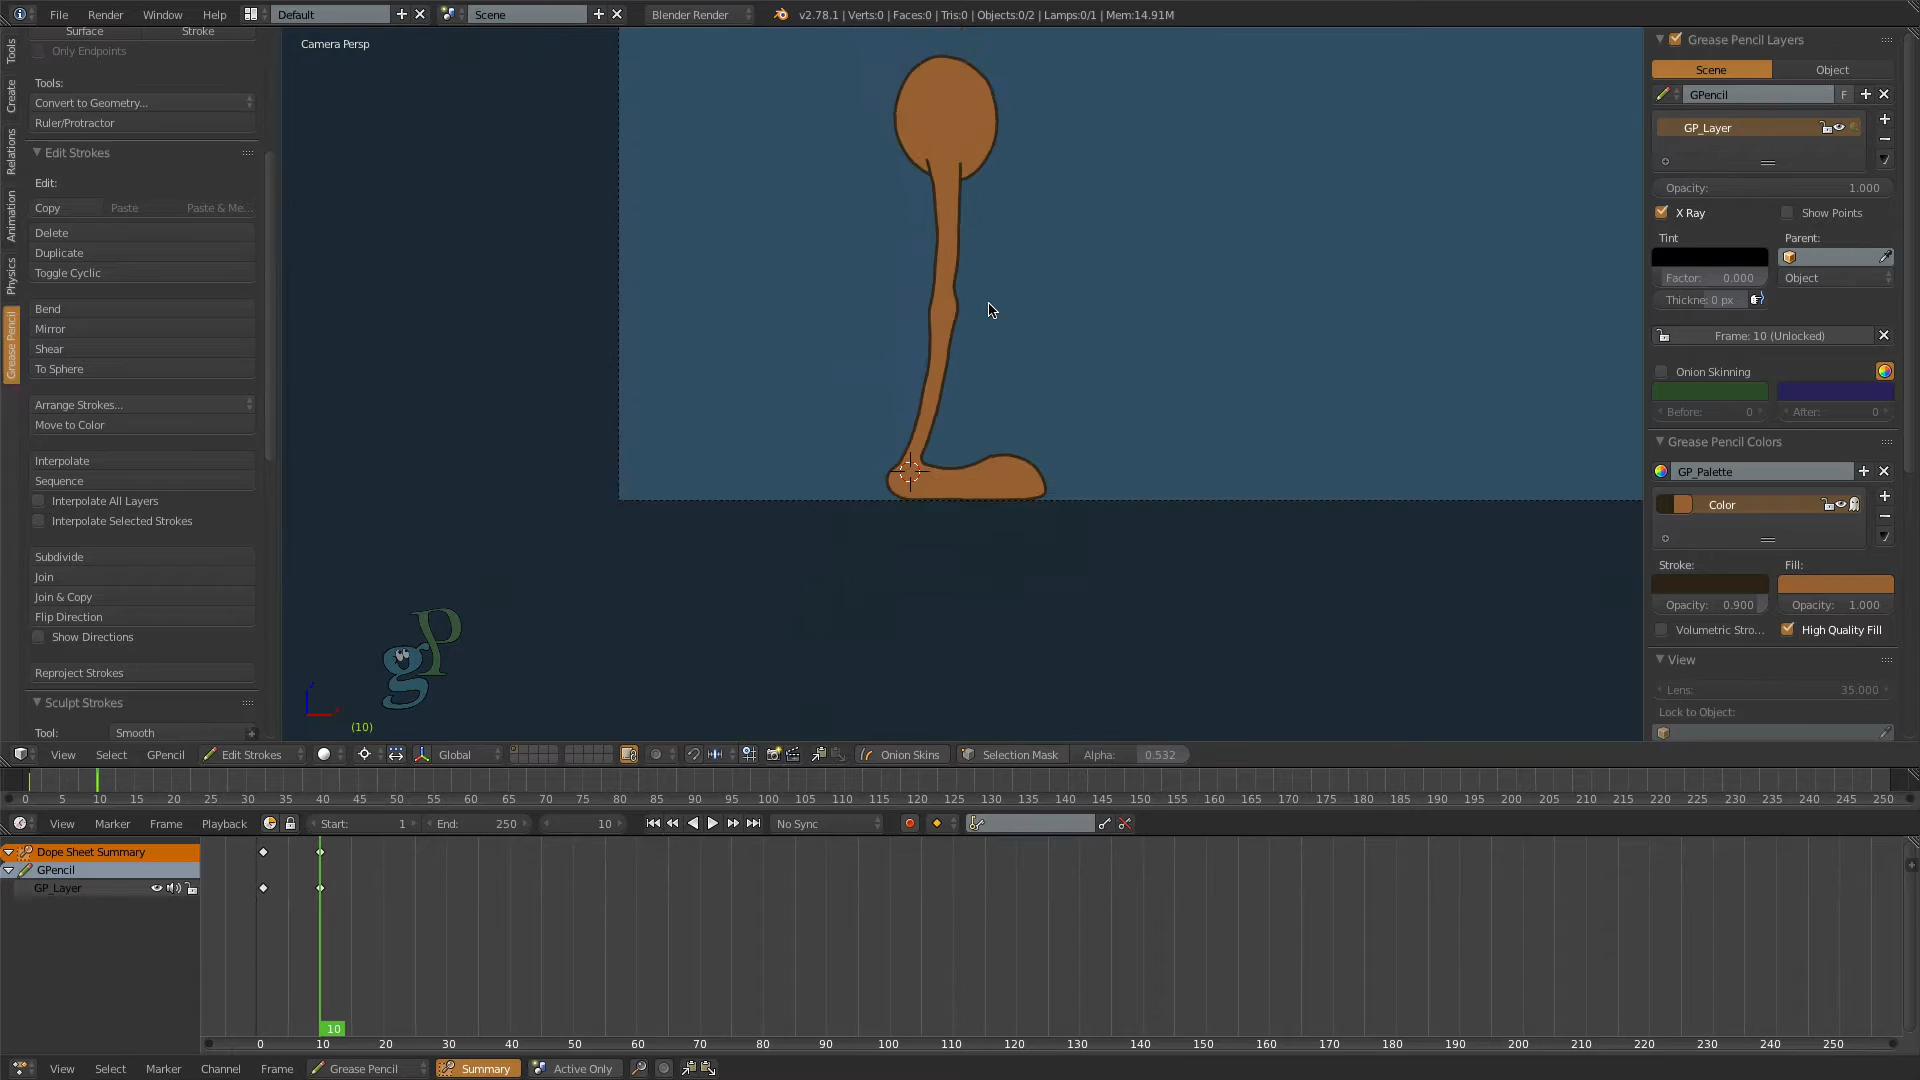 File Render Window Help Default Scene Blender Render v2.78.1 | Verts:0 | Faces:0 | Tris:0 | Objects:0/2 | Lamps:0/1 | Mem:14.91M
Tools
Create
Relations
Animation
Physics
Grease Pencil
Surface Stroke
Only Endpoints
Tools:
Convert to Geometry...
Ruler/Protractor
Edit Strokes
Edit:
Copy Paste Paste & Me...
Delete
Duplicate
Toggle Cyclic
Bend
Mirror
Shear
To Sphere
Arrange Strokes...
Move to Color
Interpolate
Sequence
Interpolate All Layers
Interpolate Selected Strokes
Subdivide
Join
Join & Copy
Flip Direction
Show Directions
Reproject Strokes
Sculpt Strokes
Tool: Smooth
Camera Persp
gP
(10)
Grease Pencil Layers
Scene Object
GPencil F
GP_Layer
Opacity: 1.000
X Ray Show Points
Tint Parent:
Factor: 0.000 Object
Thickne: 0 px
Frame: 10 (Unlocked)
Onion Skinning
Before: 0 After: 0
Grease Pencil Colors
GP_Palette
Color
Stroke: Fill:
Opacity: 0.900 Opacity: 1.000
Volumetric Stro... High Quality Fill
View
Lens: 35.000
Lock to Object:
View Select GPencil Edit Strokes Global Onion Skins Selection Mask Alpha: 0.532
0 5 10 15 20 25 30 35 40 45 50 55 60 65 70 75 80 85 90 95 100 105 110 115 120 125 130 135 140 145 150 155 160 165 170 175 180 185 190 195 200 205 210 215 220 225 230 235 240 245 250
View Marker Frame Playback Start: 1 End: 250 10 No Sync
Dope Sheet Summary
GPencil
GP_Layer
10
0 10 20 30 40 50 60 70 80 90 100 110 120 130 140 150 160 170 180 190 200 210 220 230 240 250
View Select Marker Channel Frame Grease Pencil Summary Active Only